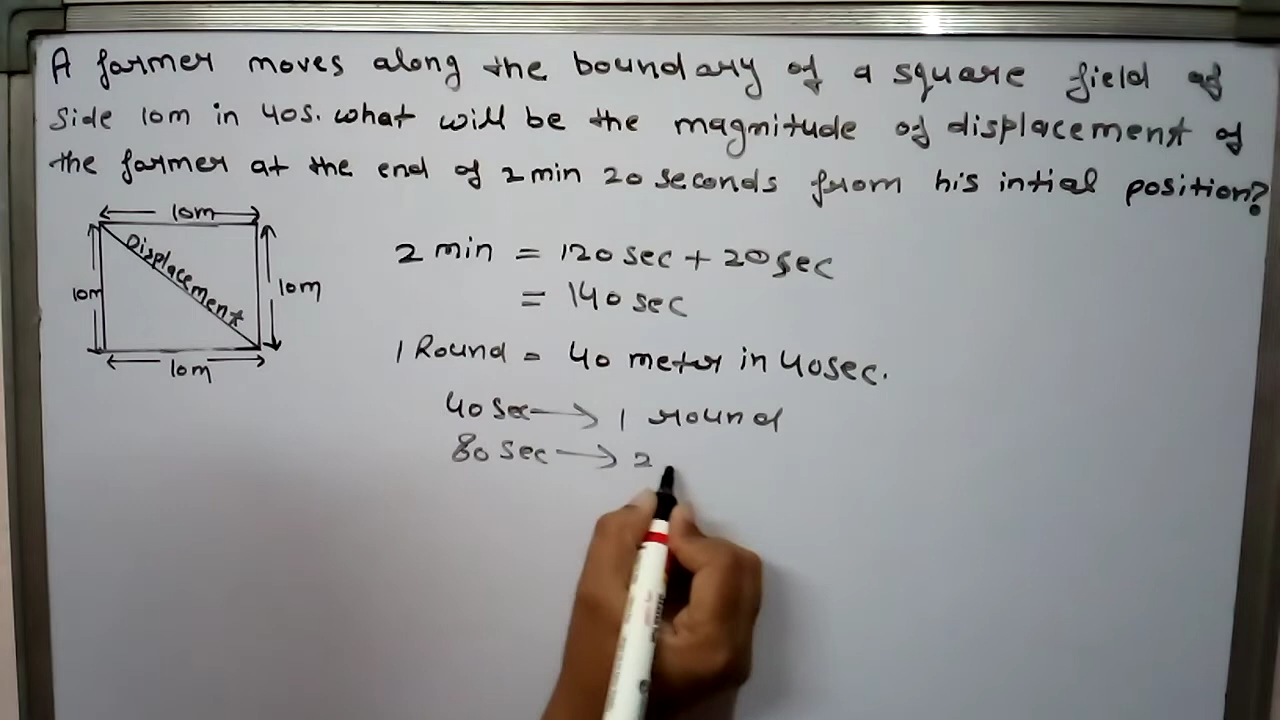 A farmer moves along the boundary of a square field of
side 10m in 40s. what will be the magnitude of displacement of
the farmer at the end of 2 min 20 seconds from his intial position?
10m
Displacement
10m
10m
10m
2 min = 120 sec + 20 sec
= 140 sec
1 Round = 40 meter in 40 sec.
40 sec → 1 round
80 sec → 2